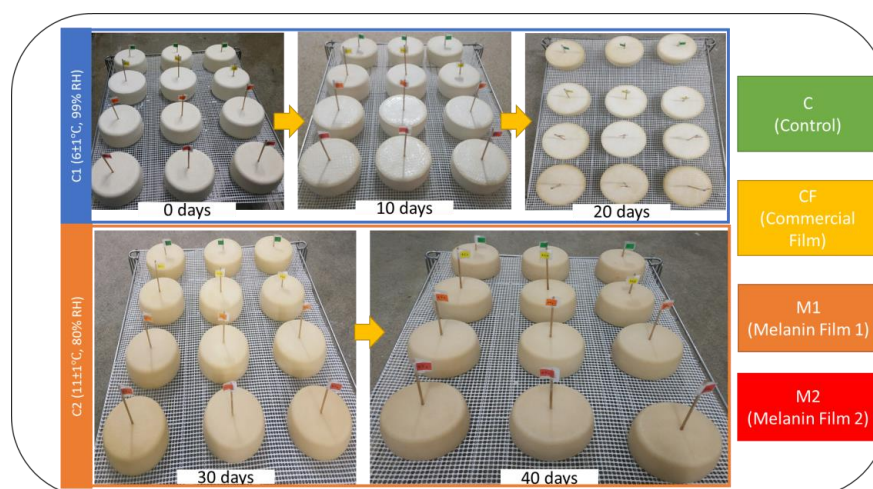 C1 (6±1°C, 99% RH)
0 days
10 days
20 days
C2 (11±1°C, 80% RH)
30 days
40 days
C
(Control)
CF
(Commercial
Film)
M1
(Melanin Film 1)
M2
(Melanin Film 2)